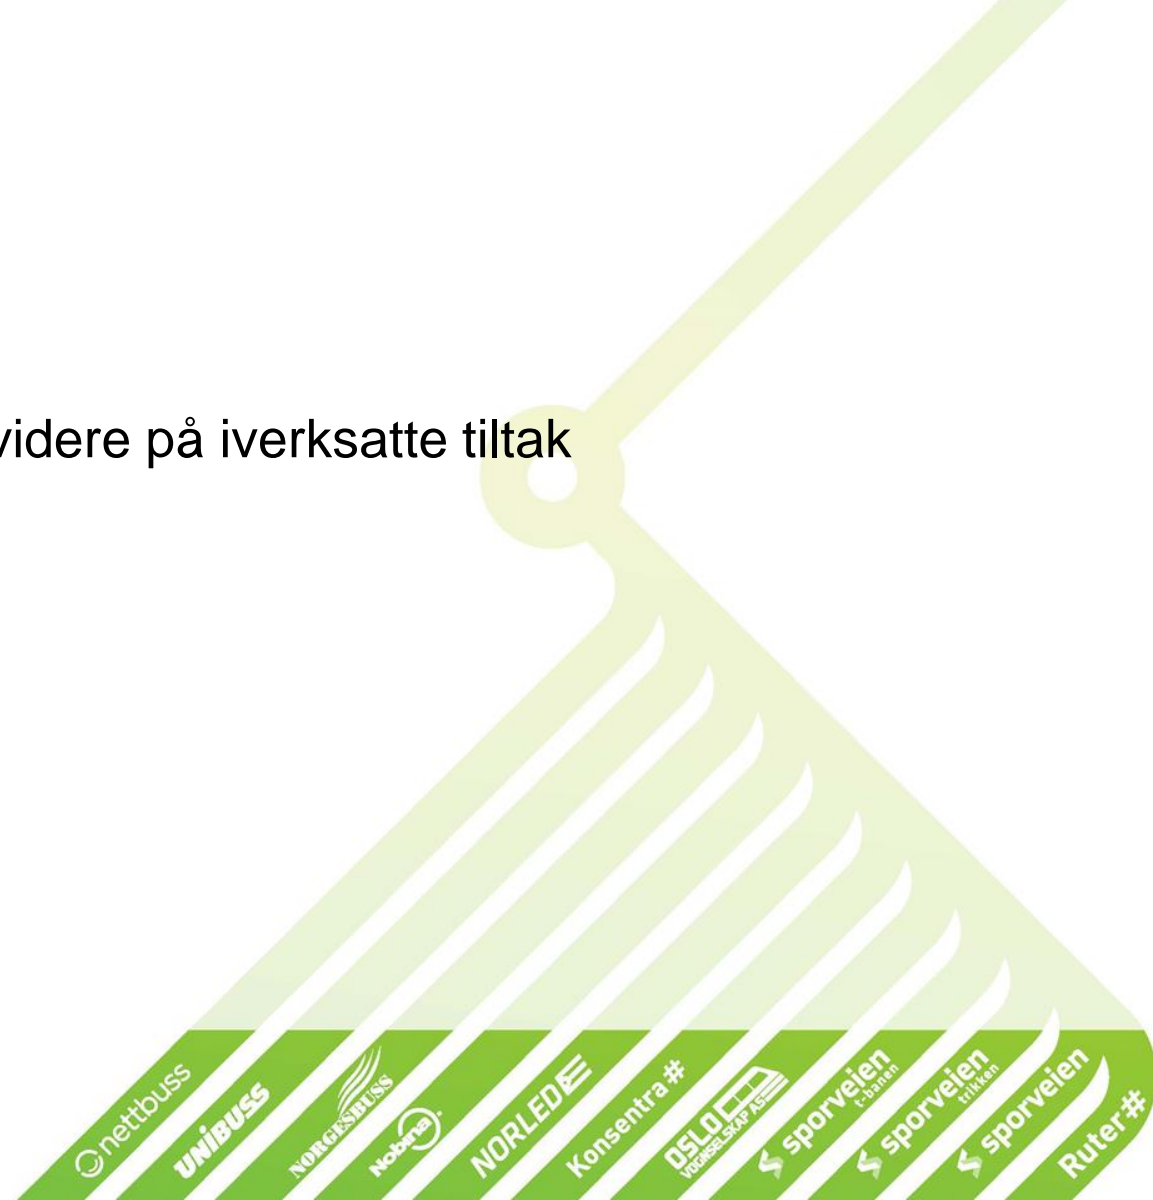 videre på iverksatte tiltak
nettbuss
UNIBUSS
NORGESBUSS
Nobina
NORLED
Konsentra #
OSLO
VOGNSELSKAP AS
sporveien
t-banen
sporveien
trikken
sporveien
Ruter#